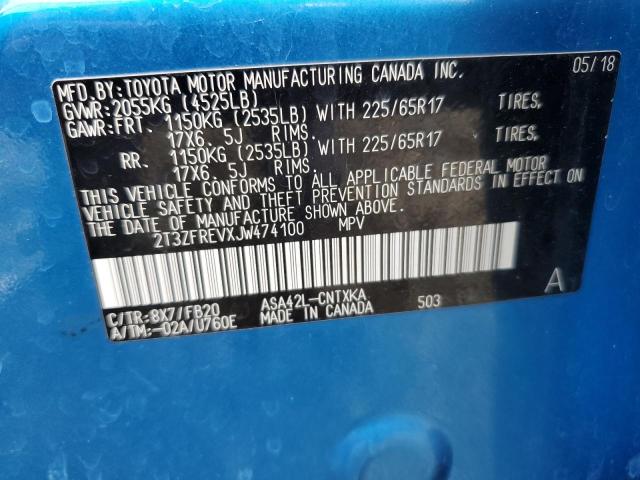 MFD.BY:TOYOTA MOTOR MANUFACTURING CANADA INC. 05/18
GVWR:2055KG (4525LB)
GAWR:FRT. 1150KG (2535LB) WITH 225/65R17 TIRES,
17X6.5J RIMS.
RR. 1150KG (2535LB) WITH 225/65R17 TIRES,
17X6.5J RIMS.
THIS VEHICLE CONFORMS TO ALL APPLICABLE FEDERAL MOTOR
VEHICLE SAFETY AND THEFT PREVENTION STANDARDS IN EFFECT ON
THE DATE OF MANUFACTURE SHOWN ABOVE.
2T3ZFREVXJW474100 MPV
A
C/TR:8X7/FB20 ASA42L-CNTXKA 503
A/TM:-02A/U760E MADE IN CANADA